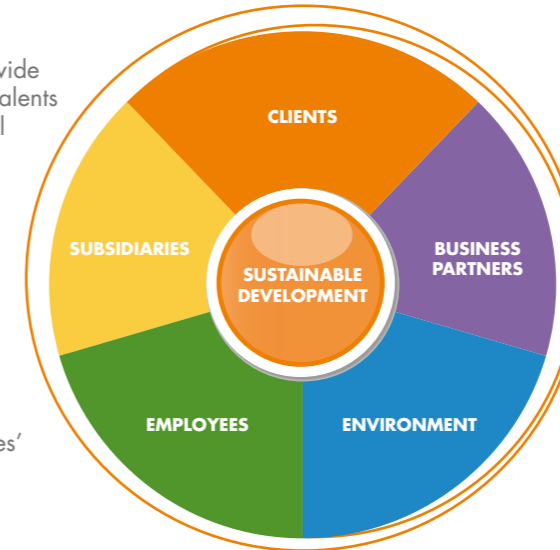 CLIENTS
SUBSIDIARIES
BUSINESS
PARTNERS
SUSTAINABLE
DEVELOPMENT
EMPLOYEES
ENVIRONMENT